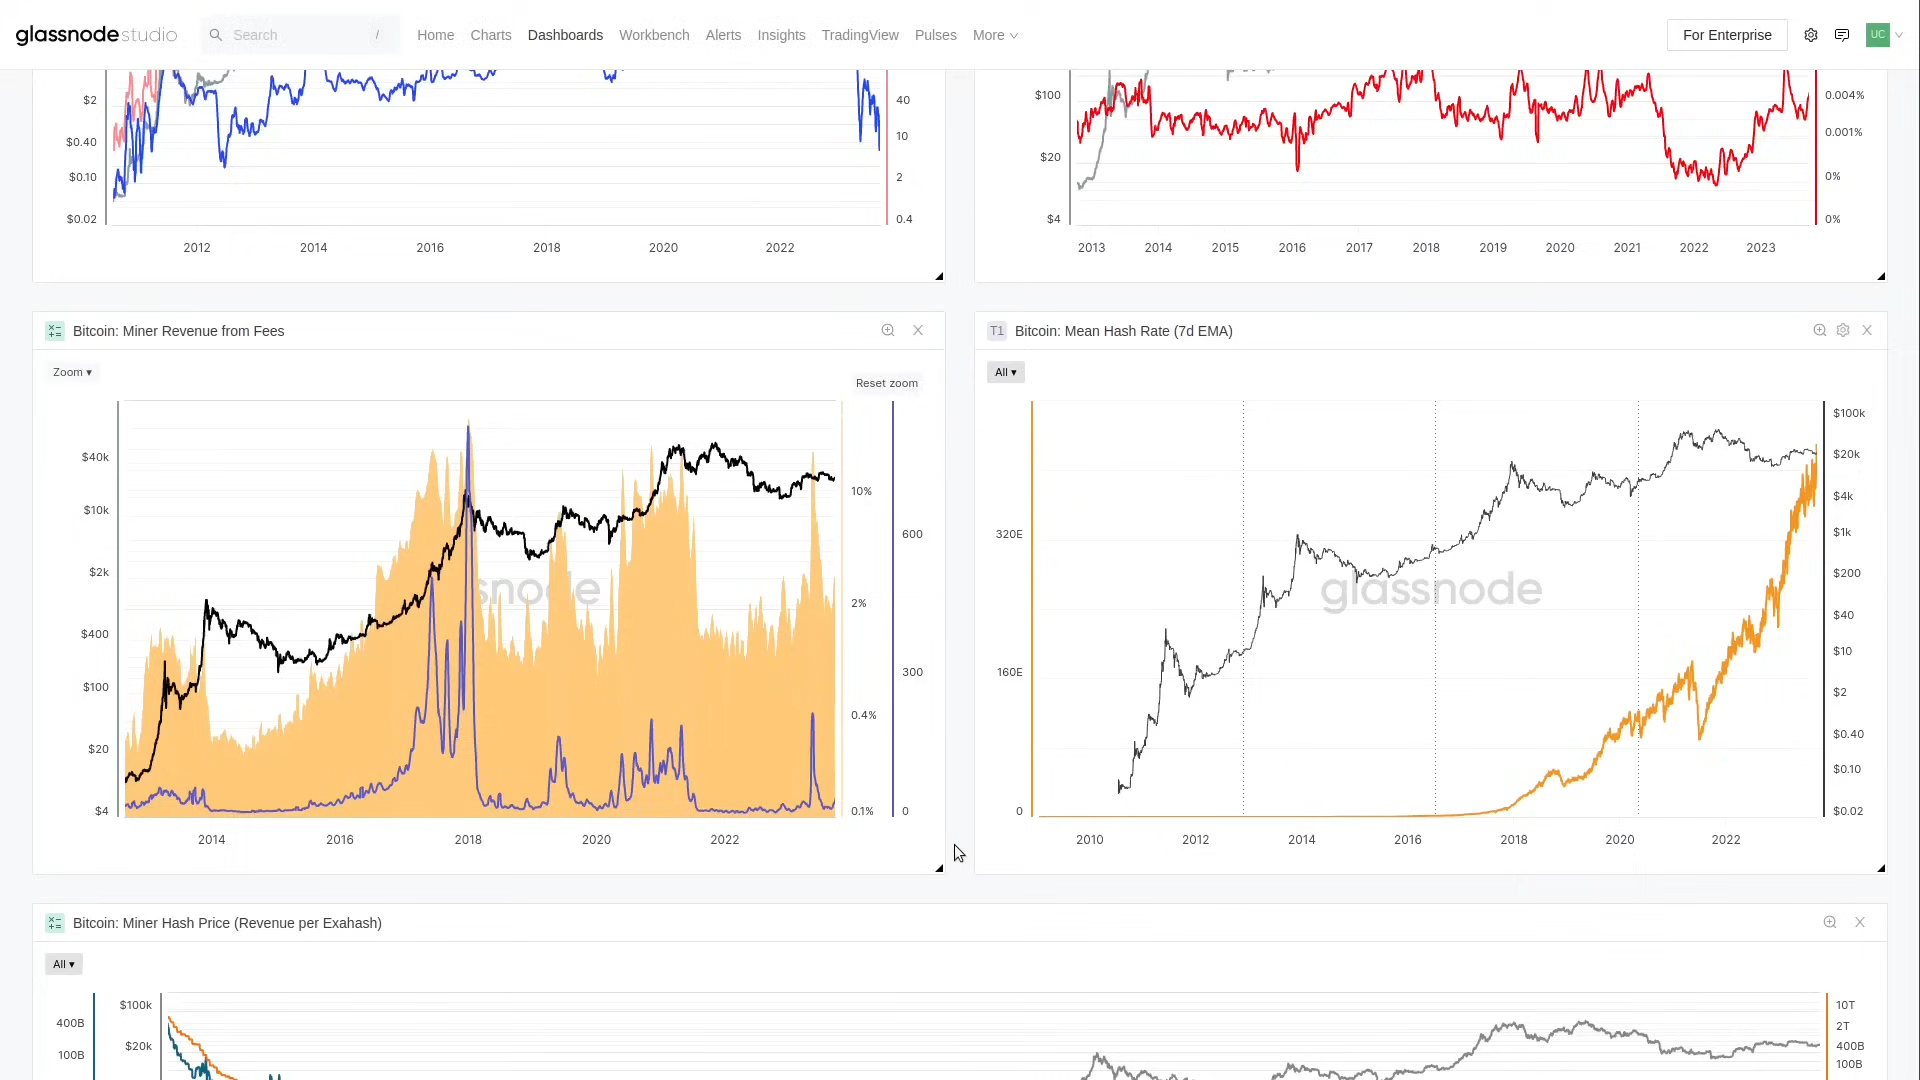 glassnodestudio
Search /
Home Charts Dashboards Workbench Alerts Insights TradingView Pulses More
For Enterprise
UC
$2
$0.40
$0.10
$0.02
40
10
2
0.4
2012 2014 2016 2018 2020 2022
$100
$20
$4
0.004%
0.001%
0%
0%
2013 2014 2015 2016 2017 2018 2019 2020 2021 2022 2023
Bitcoin: Miner Revenue from Fees
Zoom ▾
Reset zoom
$40k
$10k
$2k
$400
$100
$20
$4
snode
10%
2%
0.4%
0.1%
600
300
0
2014 2016 2018 2020 2022
T1 Bitcoin: Mean Hash Rate (7d EMA)
All ▾
320E
160E
0
glassnode
$100k
$20k
$4k
$1k
$200
$40
$10
$2
$0.40
$0.10
$0.02
2010 2012 2014 2016 2018 2020 2022
Bitcoin: Miner Hash Price (Revenue per Exahash)
All ▾
400B
100B
$100k
$20k
10T
2T
400B
100B